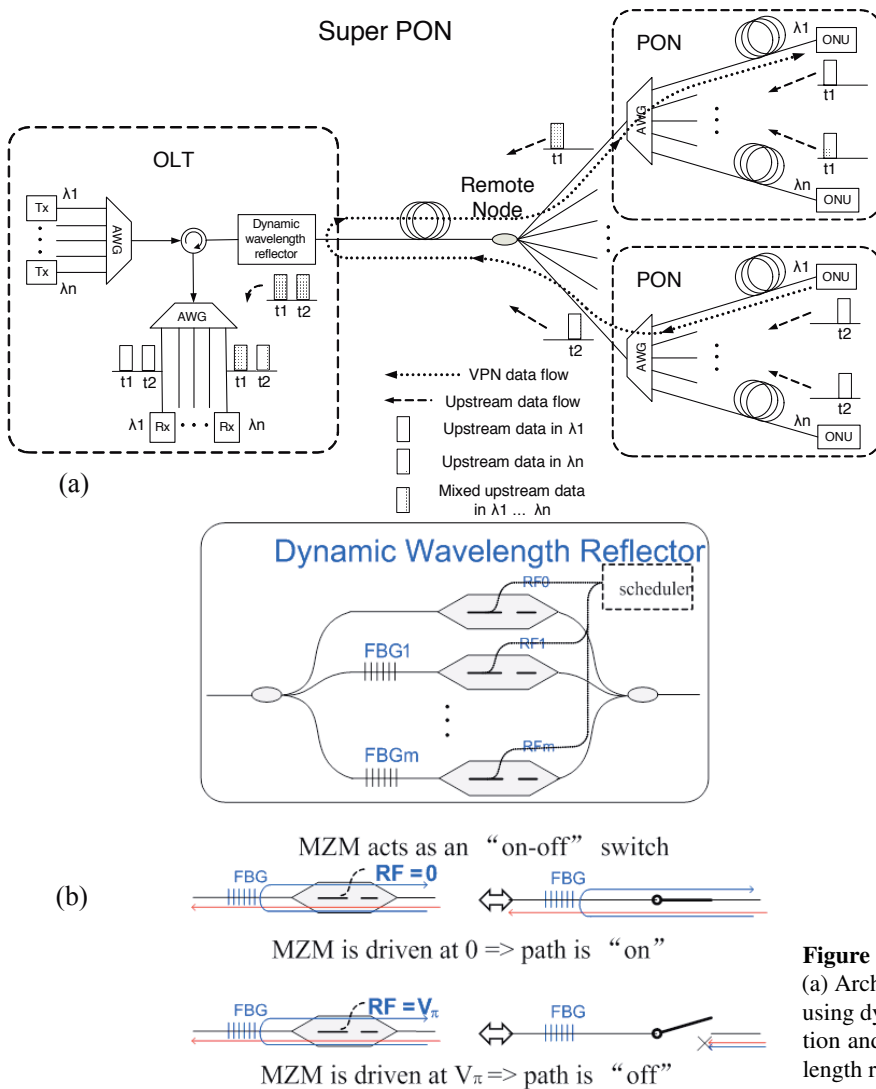 Super PON
PON
λ1
ONU
t1
AWG
t1
λn
ONU
t1
OLT
Remote
Node
Tx
λ1
AWG
Tx
λn
Dynamic
wavelength
reflector
t1 t2
AWG
t1 t2
t1 t2
λ1 Rx Rx λn
PON
λ1
ONU
t2
AWG
t2
λn
ONU
t2
VPN data flow
Upstream data flow
Upstream data in λ1
Upstream data in λn
Mixed upstream data
in λ1 ... λn
(a)
Dynamic Wavelength Reflector
RF0
scheduler
FBG1
RF1
FBGm
RFm
MZM acts as an “on-off” switch
(b)
FBG
RF = 0
FBG
MZM is driven at 0 => path is “on”
FBG
RF = Vπ
FBG
MZM is driven at Vπ => path is “off”
Figure
(a) Arch
using dy
tion and
length r